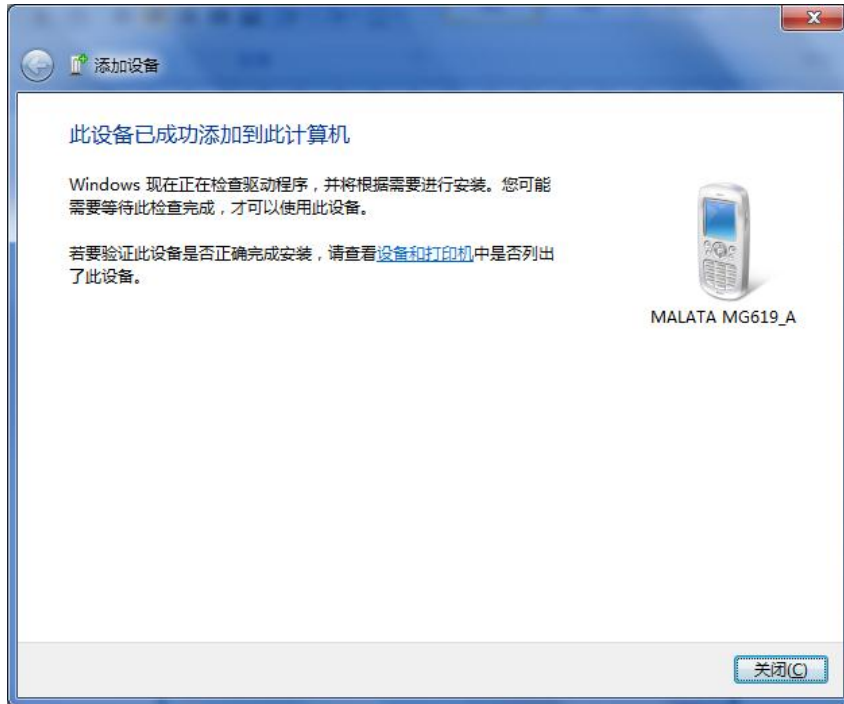 添加设备
此设备已成功添加到此计算机
Windows 现在正在检查驱动程序，并将根据需要进行安装。您可能
需要等待此检查完成，才可以使用此设备。
若要验证此设备是否正确完成安装，请查看设备和打印机中是否列出
了此设备。
MALATA MG619_A
关闭(C)